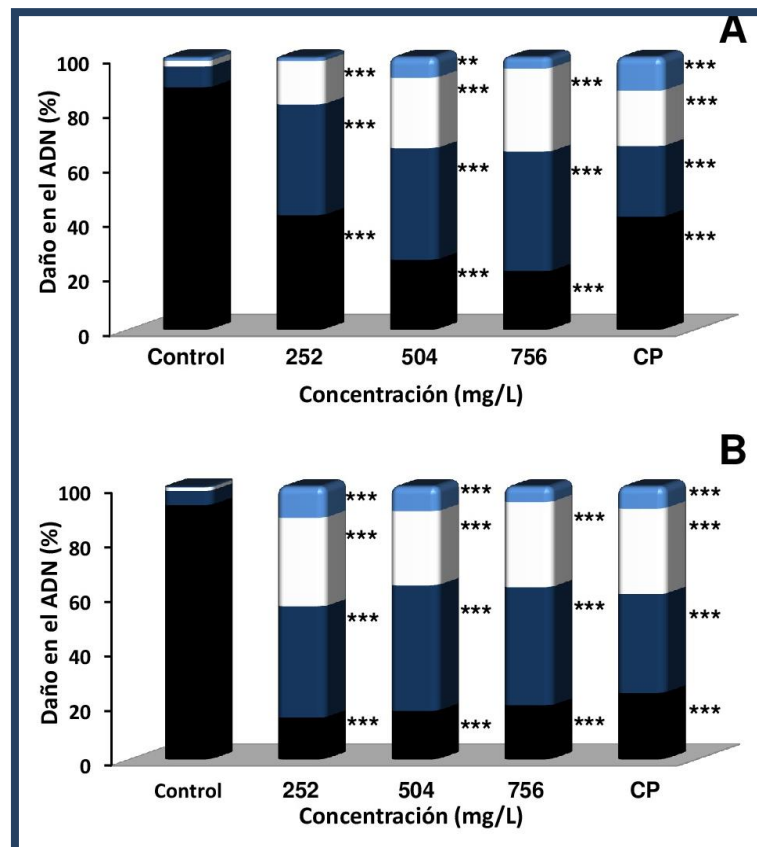 A
Daño en el ADN (%)
100
80
60
40
20
0
** ***
*** *** ***
*** *** *** ***
*** *** *** ***
Control 252 504 756 CP
Concentración (mg/L)
B
Daño en el ADN (%)
100
80
60
40
20
0
*** *** ***
*** *** *** ***
*** *** *** ***
*** *** *** ***
Control 252 504 756 CP
Concentración (mg/L)